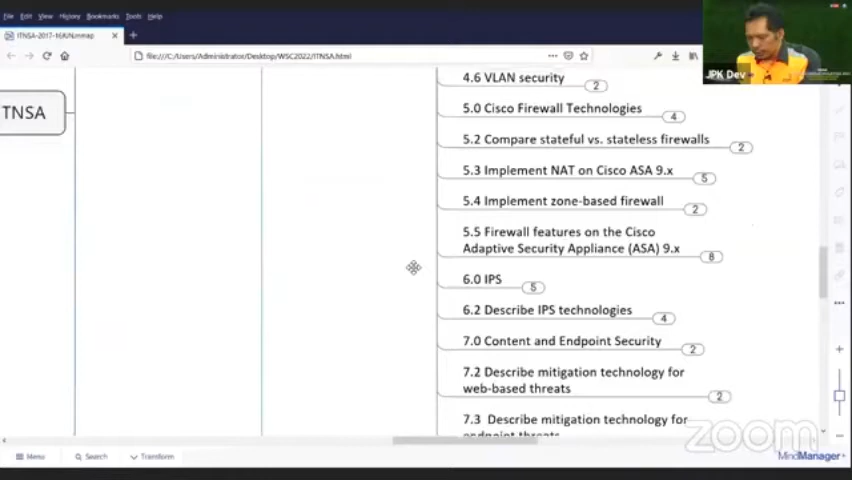 File Edit View History Bookmarks Tools Help
ITNSA-2017-16JUN.mmap
file:///C:/Users/Administrator/Desktop/WSC2022/ITNSA.html
JPK Dev
TNSA
4.6 VLAN security
2
5.0 Cisco Firewall Technologies
4
5.2 Compare stateful vs. stateless firewalls
2
5.3 Implement NAT on Cisco ASA 9.x
5
5.4 Implement zone-based firewall
2
5.5 Firewall features on the Cisco
Adaptive Security Appliance (ASA) 9.x
8
6.0 IPS
5
6.2 Describe IPS technologies
4
7.0 Content and Endpoint Security
2
7.2 Describe mitigation technology for
web-based threats
2
7.3 Describe mitigation technology for
endpoint threats
zoom
Menu Search Transform
MindManager